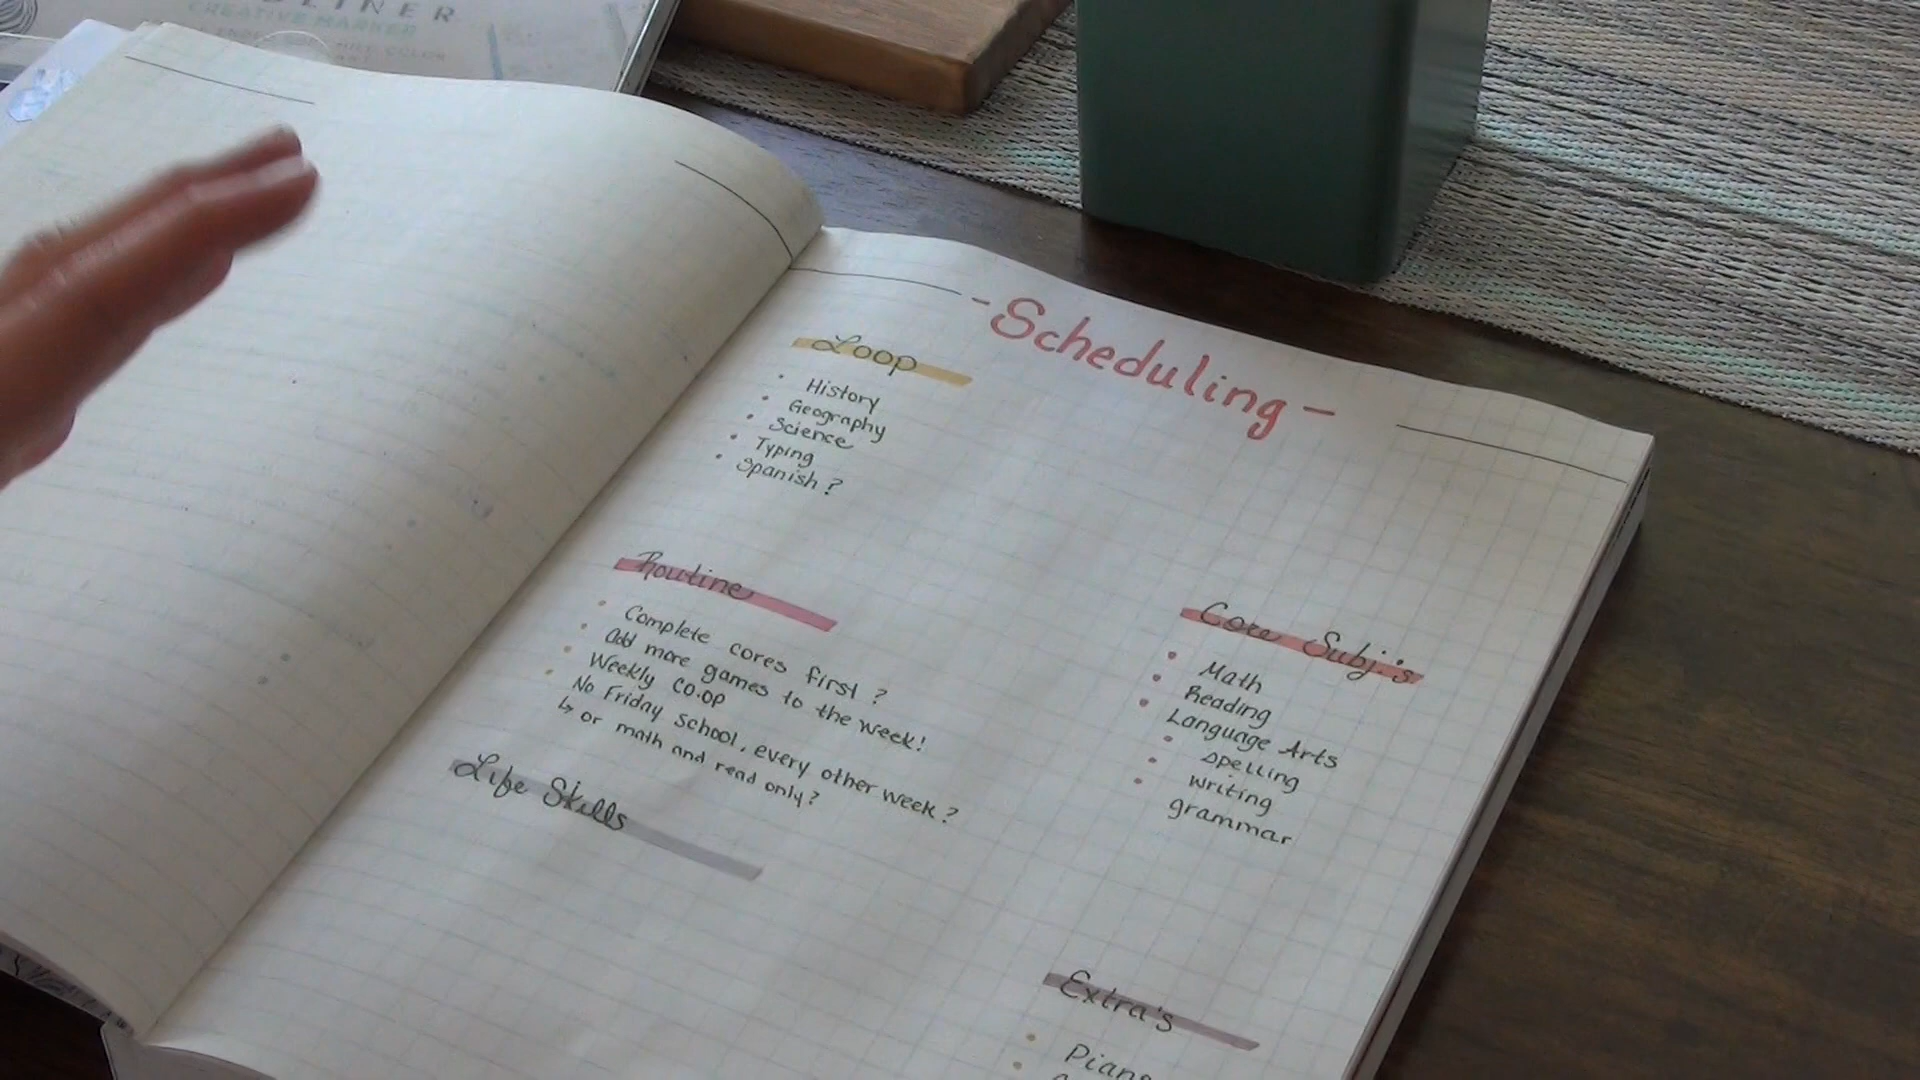 CREATIVE MARKER
- Scheduling -
Loop
History
Geography
Science
Typing
Spanish ?
Routine
Complete cores first ?
Add more games to the week!
Weekly co.op
No Friday School, every other week ?
↳ or math and read only?
Life Skills
Core Subj.'s
Math
Reading
Language Arts
spelling
writing
grammar
Extra's
Piano